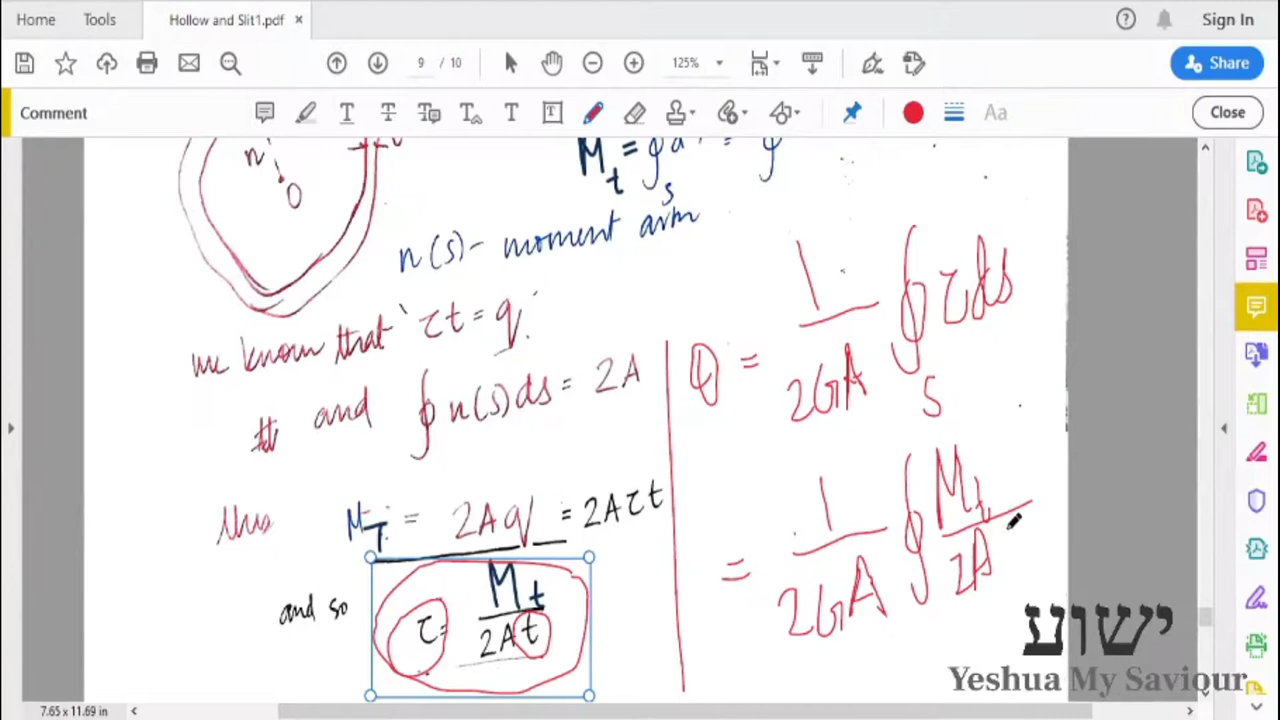 Home Tools Hollow and Slit1.pdf × Sign In
9 / 10 125% Share
Comment Aa Close
n 0
M_t = ∮_s
n(s) - moment arm
we know that τt = q
and ∮ n(s) ds = 2A
thus M_T = 2Aq = 2Aτt
and so τ = M_t / 2At
θ = 1/2GA ∮_s τ ds
= 1/2GA ∮ M_t/2A
ישוע
Yeshua My Saviour
7.65 x 11.69 in